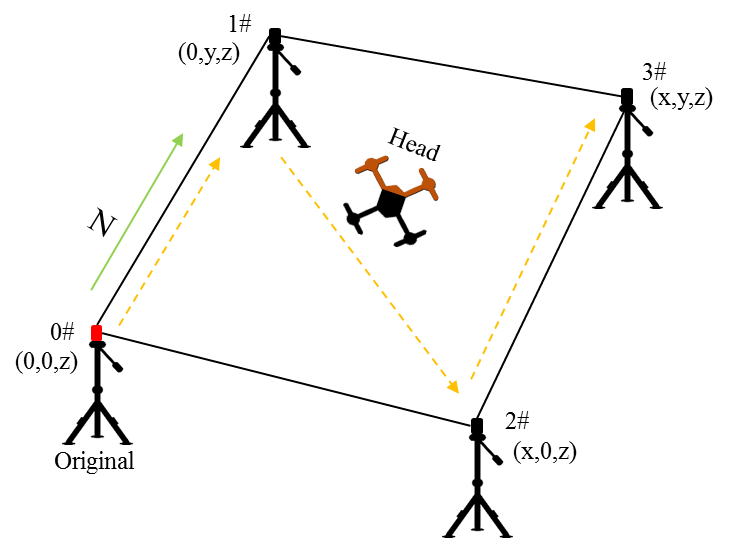 1#
(0,y,z)
3#
(x,y,z)
Head
N
0#
(0,0,z)
Original
2#
(x,0,z)